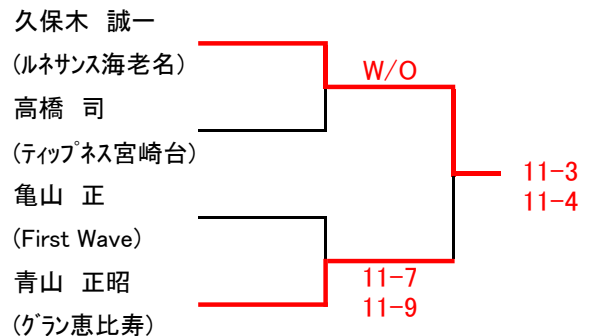 久保木 誠一
(ルネサンス海老名)
W/O
高橋 司
(ティップネス宮崎台)
11-3
11-4
亀山 正
(First Wave)
青山 正昭
11-7
11-9
(グラン恵比寿)